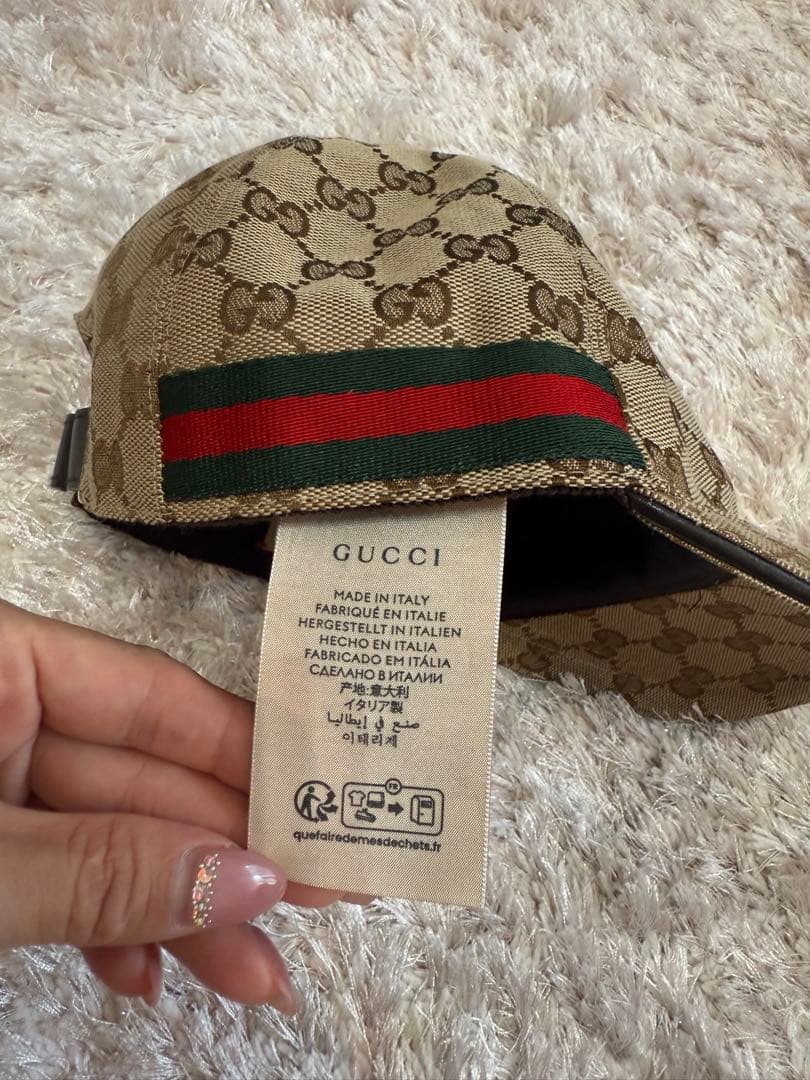 GUCCI
MADE IN ITALY
FABRIQUÉ EN ITALIE
HERGESTELLT IN ITALIEN
HECHO EN ITALIA
FABRICADO EM ITÁLIA
СДЕЛАНО В ИТАЛИИ
产地:意大利
イタリア製
صنع في إيطاليا
이태리제
FR
quefairedemesdechets.fr